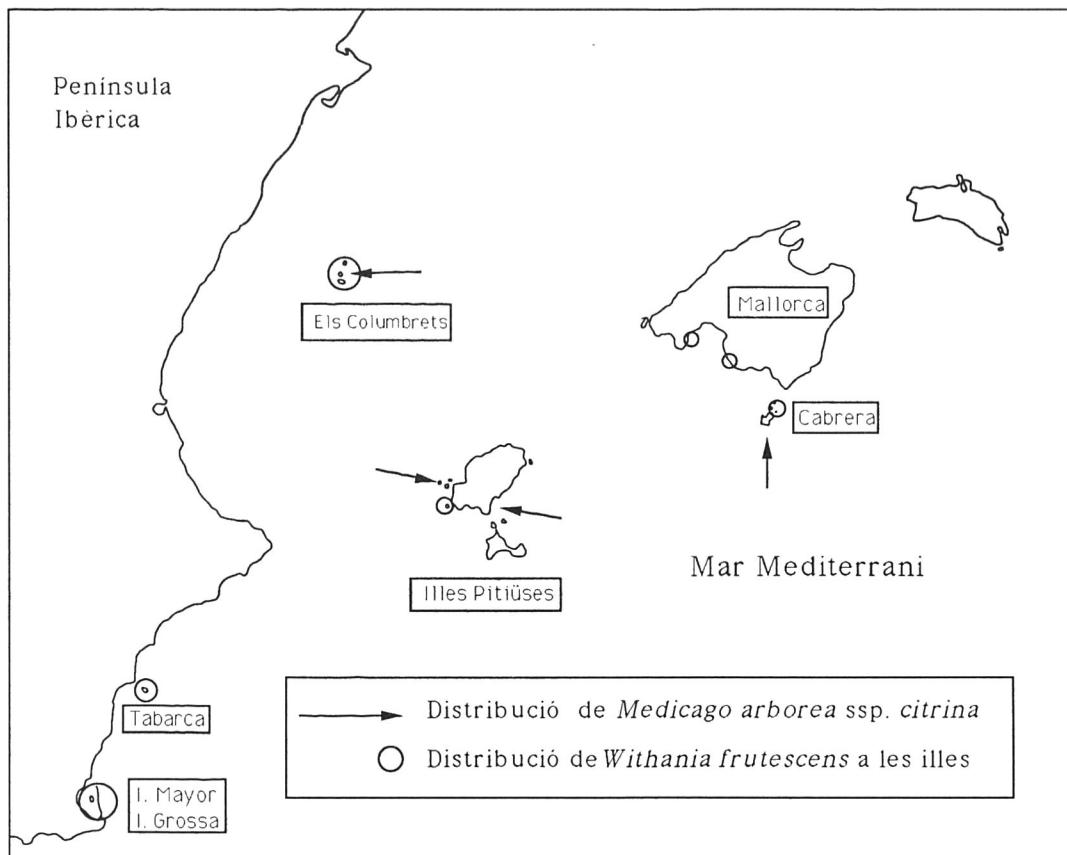 Península
Ibèrica
Els Columbrets
Mallorca
Cabrera
Illes Pitiüses
Mar Mediterrani
Tabarca
I. Mayor
I. Grossa
Distribució de Medicago arborea ssp. citrina
Distribució de Withania frutescens a les illes